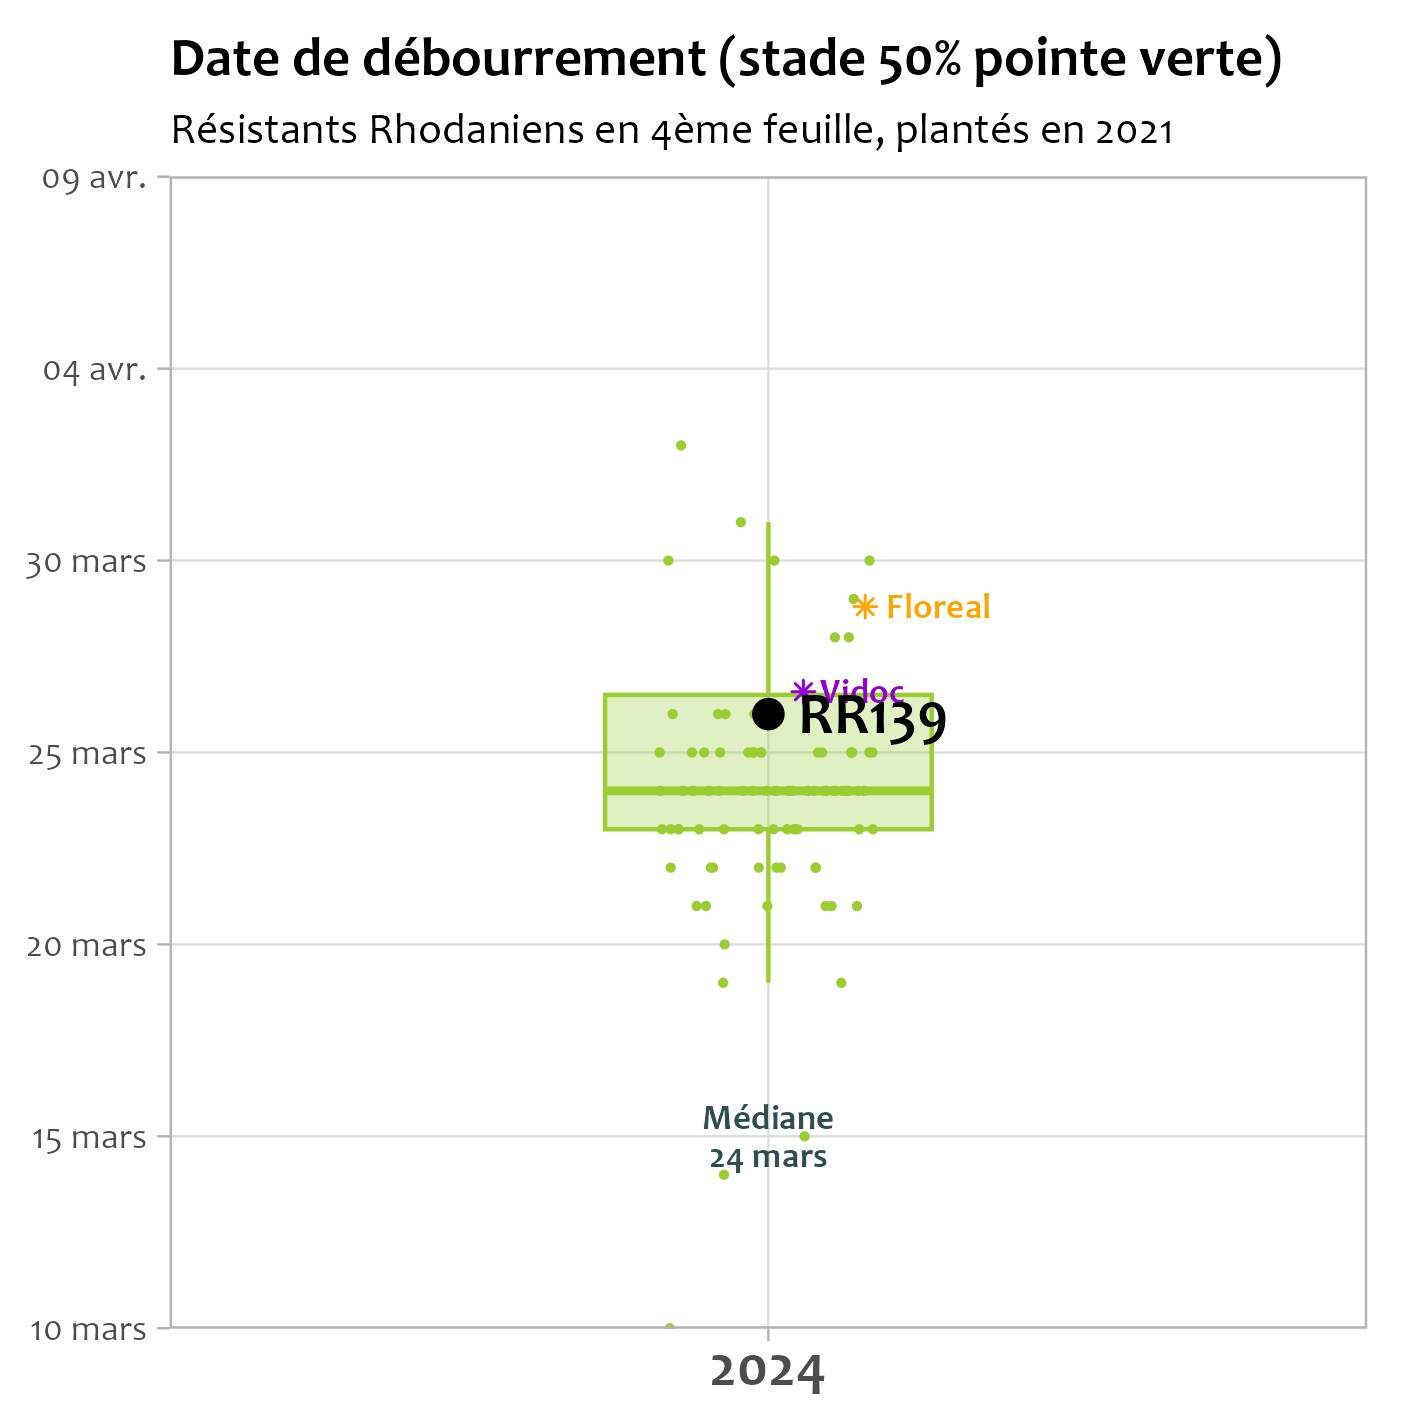 Date de débourrement (stade 50% pointe verte)
Résistants Rhodaniens en 4ème feuille, plantés en 2021
09 avr.
04 avr.
30 mars
Floreal
Vidoc
RR139
25 mars
20 mars
Médiane
15 mars
24 mars
10 mars
2024